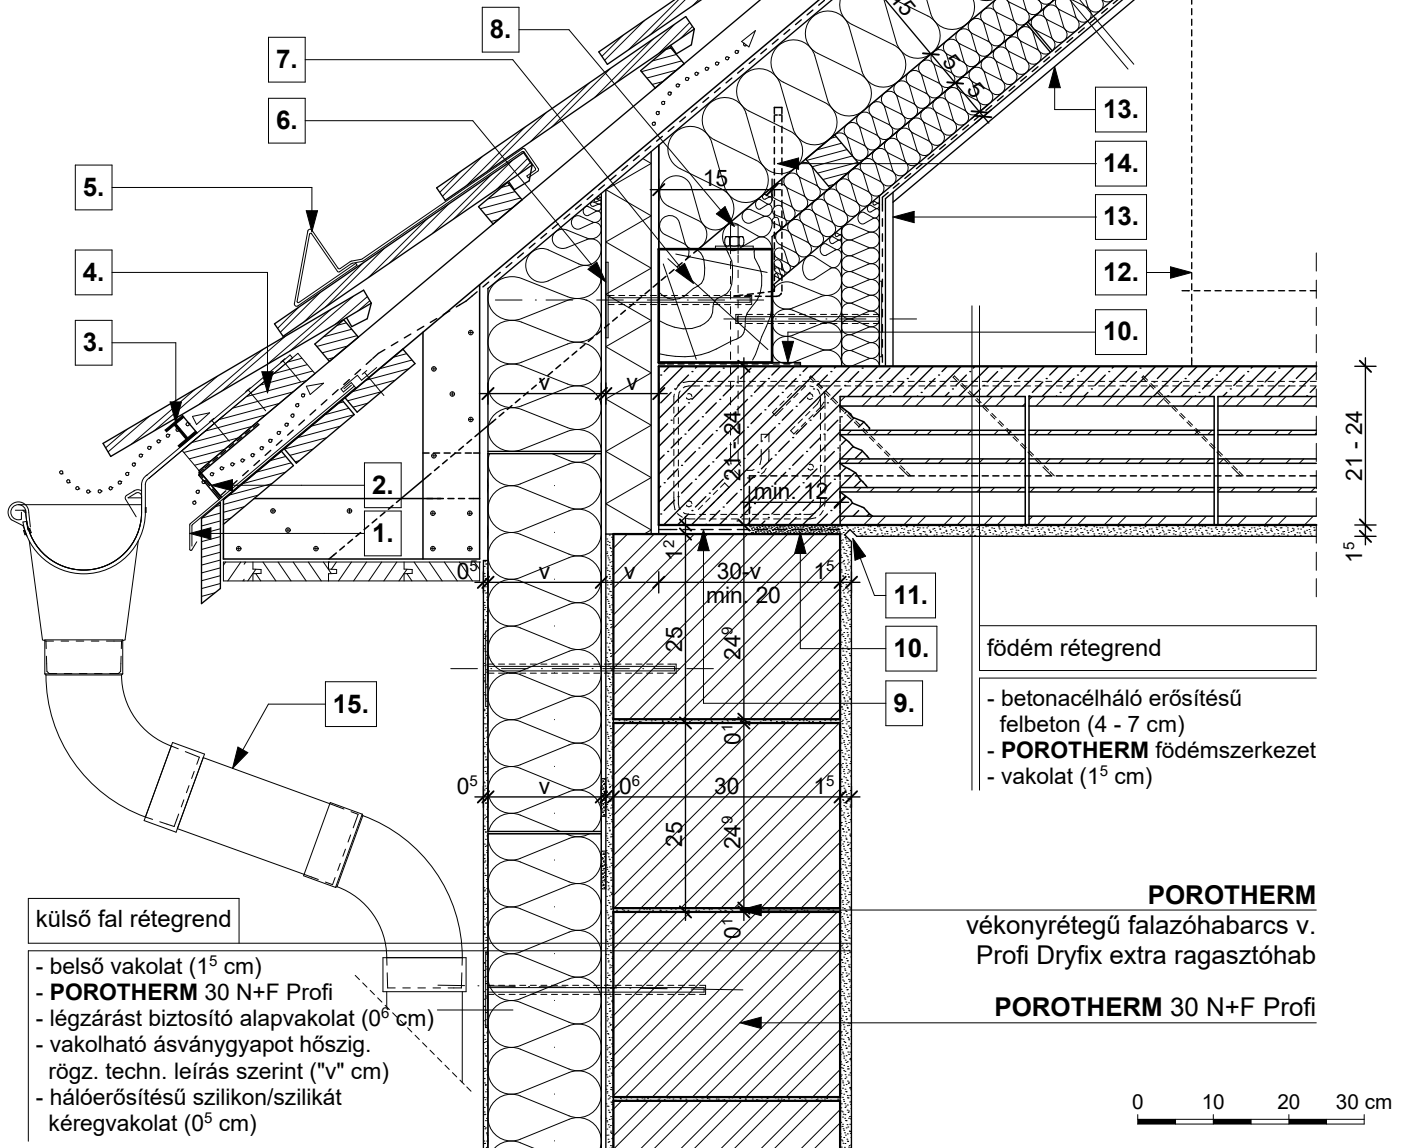 8.
7.
6.
5.
4.
3.
2.
1.
13.
14.
13.
12.
10.
11.
10.
9.
15.
15
5
5
15
v
v
21 - 24
min. 12
21 - 24
1⁵
1²
0⁵
v
v
30-v
1⁵
min. 20
25
24⁹
0¹
0⁵
v
0⁶
30
1⁵
25
24⁹
0¹
födém rétegrend
- betonacélháló erősítésű
felbeton (4 - 7 cm)
- POROTHERM födémszerkezet
- vakolat (1⁵ cm)
POROTHERM
vékonyrétegű falazóhabarcs v.
Profi Dryfix extra ragasztóhab
POROTHERM 30 N+F Profi
külső fal rétegrend
- belső vakolat (1⁵ cm)
- POROTHERM 30 N+F Profi
- légzárást biztosító alapvakolat (0⁶ cm)
- vakolható ásványgyapot hőszig.
rögz. techn. leírás szerint ("v" cm)
- hálóerősítésű szilikon/szilikát
kéregvakolat (0⁵ cm)
0 10 20 30 cm